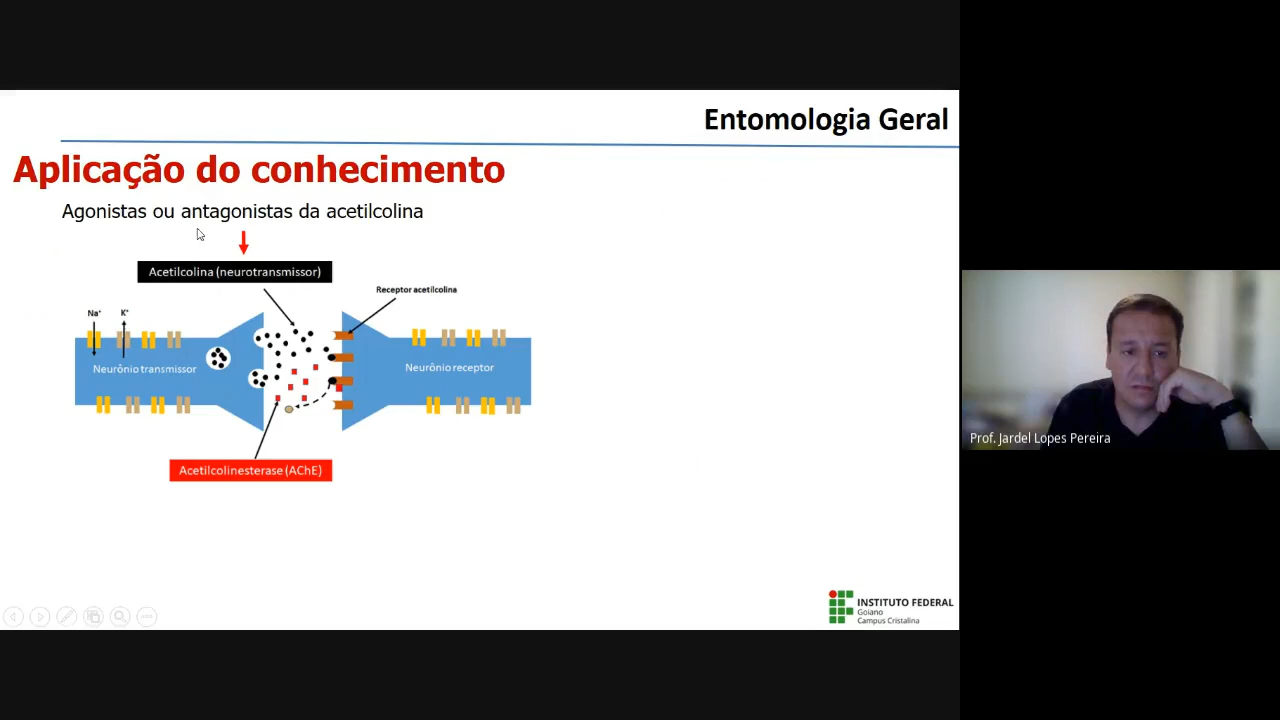 Entomologia Geral
Aplicação do conhecimento
Agonistas ou antagonistas da acetilcolina
Acetilcolina (neurotransmissor)
Receptor acetilcolina
Na⁺
K⁺
Neurônio transmissor
Neurônio receptor
Acetilcolinesterase (AChE)
Prof. Jardel Lopes Pereira
INSTITUTO FEDERAL
Goiano
Campus Cristalina